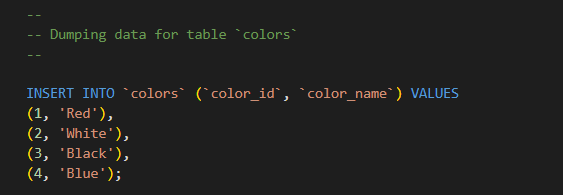 --
-- Dumping data for table `colors`
--
INSERT INTO `colors` (`color_id`, `color_name`) VALUES
(1, 'Red'),
(2, 'White'),
(3, 'Black'),
(4, 'Blue');